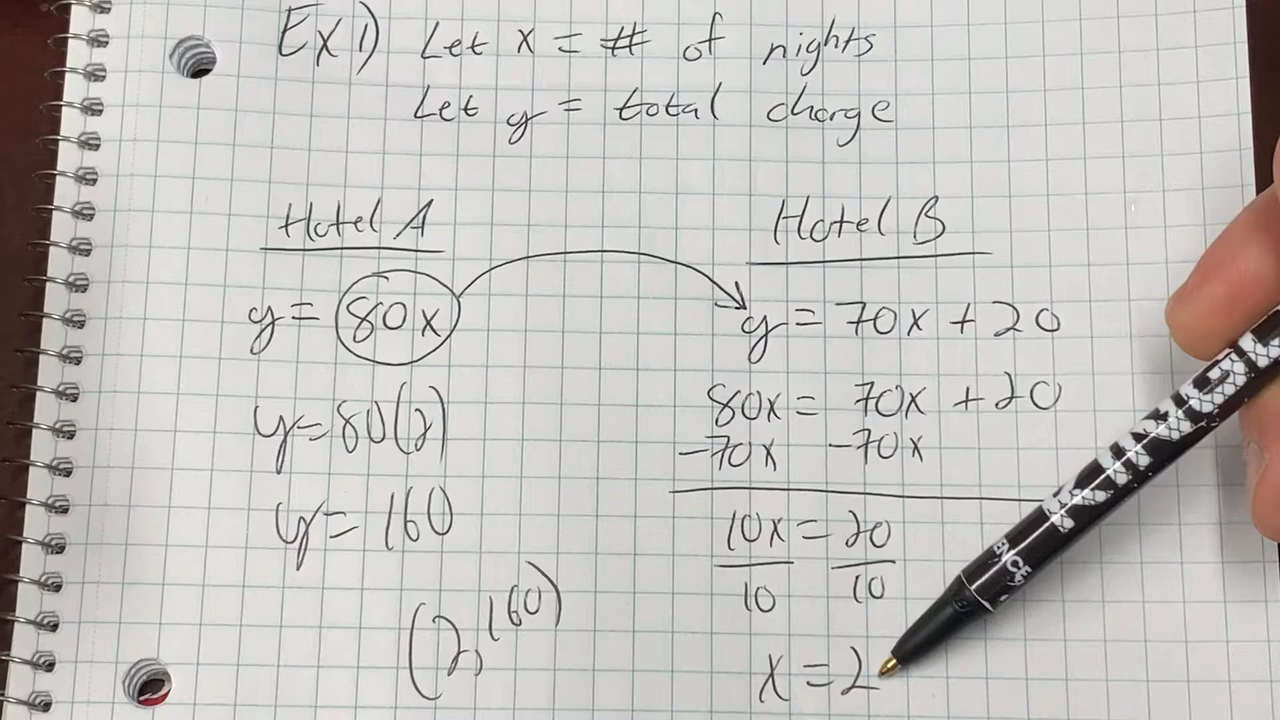 Ex 1) Let x = # of nights
Let y = total charge
Hotel A
y = 80x
y = 80(2)
y = 160
(2, 160)
Hotel B
y = 70x + 20
80x = 70x + 20
-70x -70x
10x = 20
10 10
x = 2